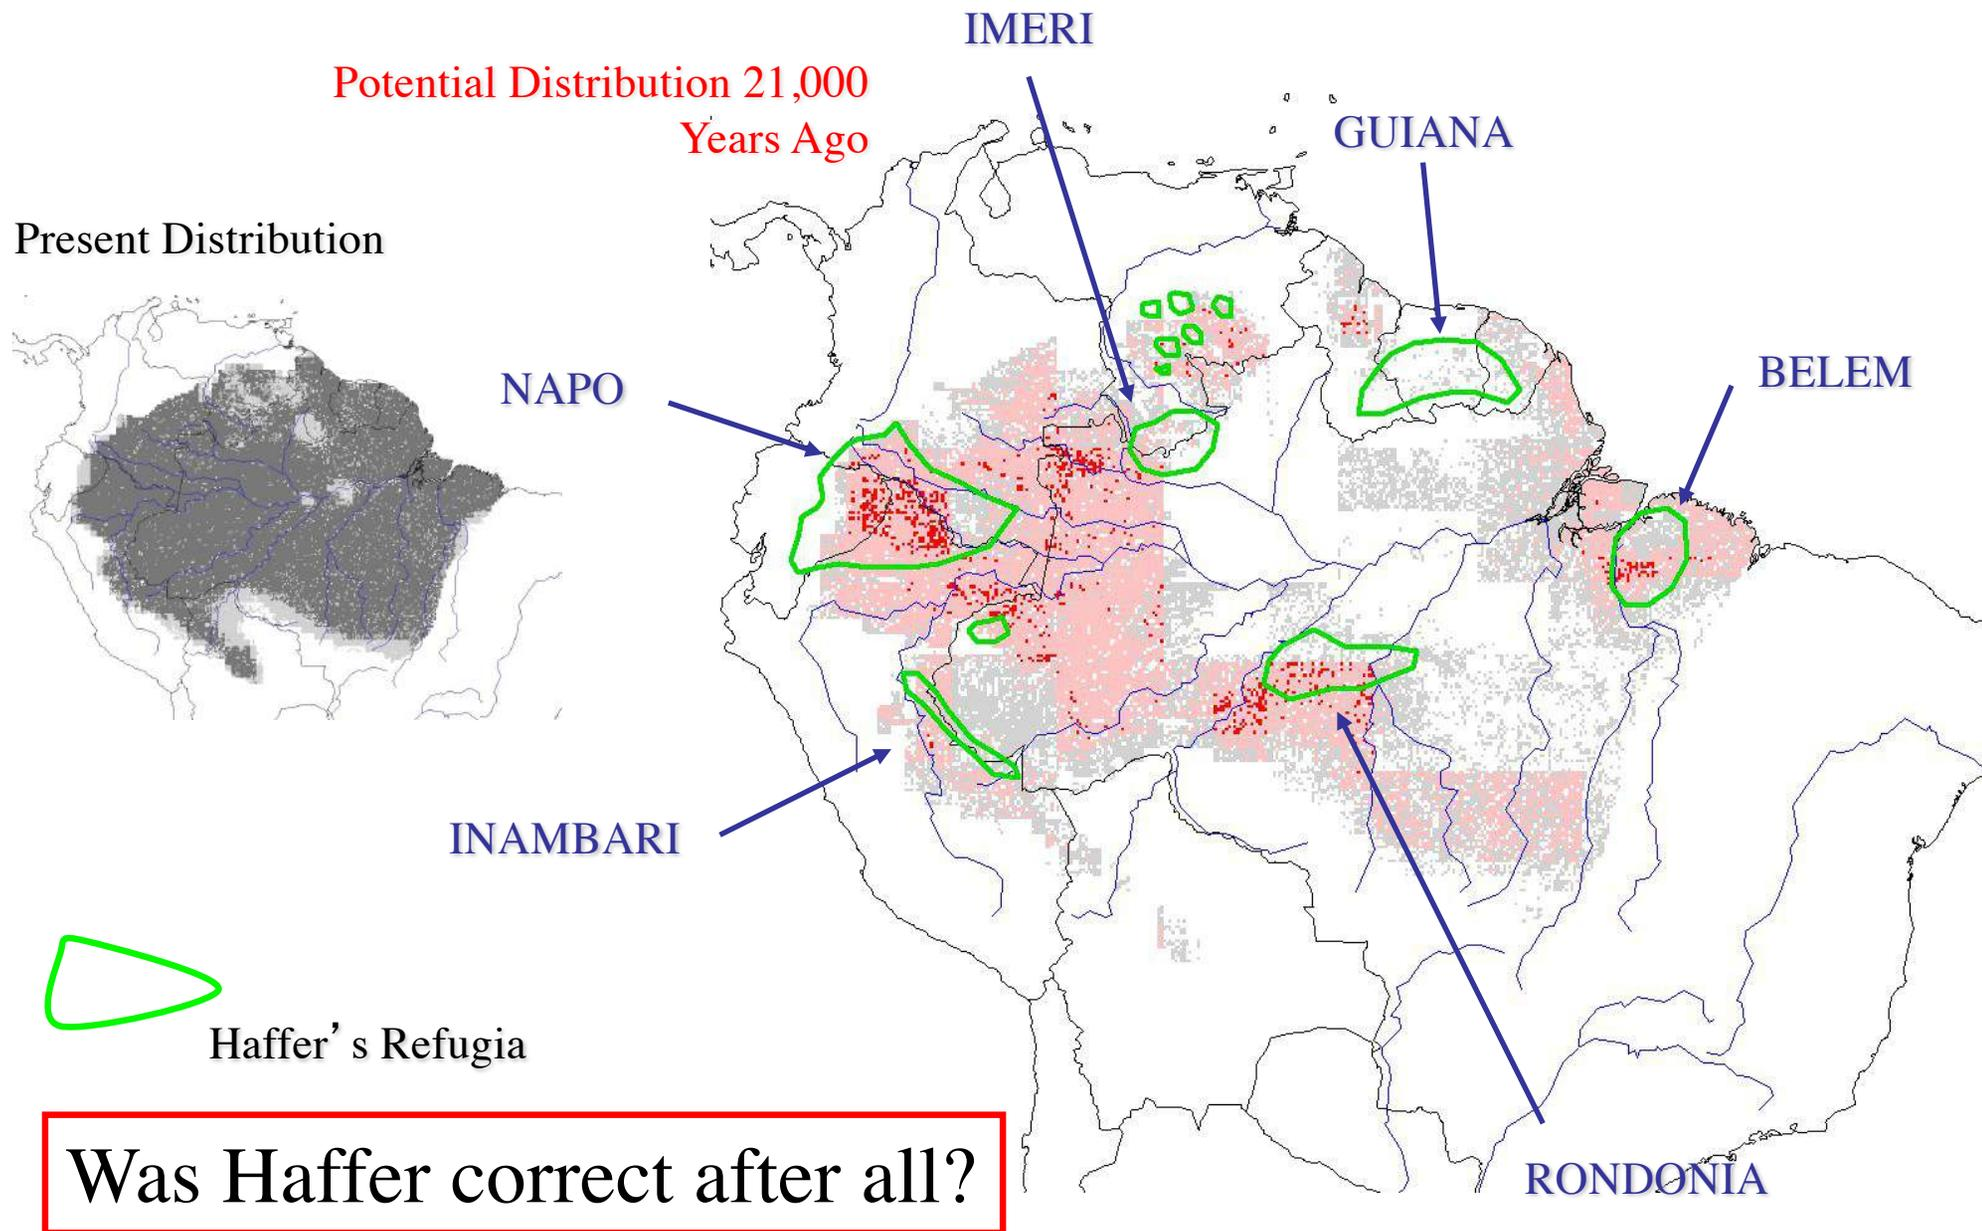 IMERI
Potential Distribution 21,000
Years Ago
GUIANA
Present Distribution
NAPO
BELEM
INAMBARI
Haffer’ s Refugia
Was Haffer correct after all?
RONDONIA